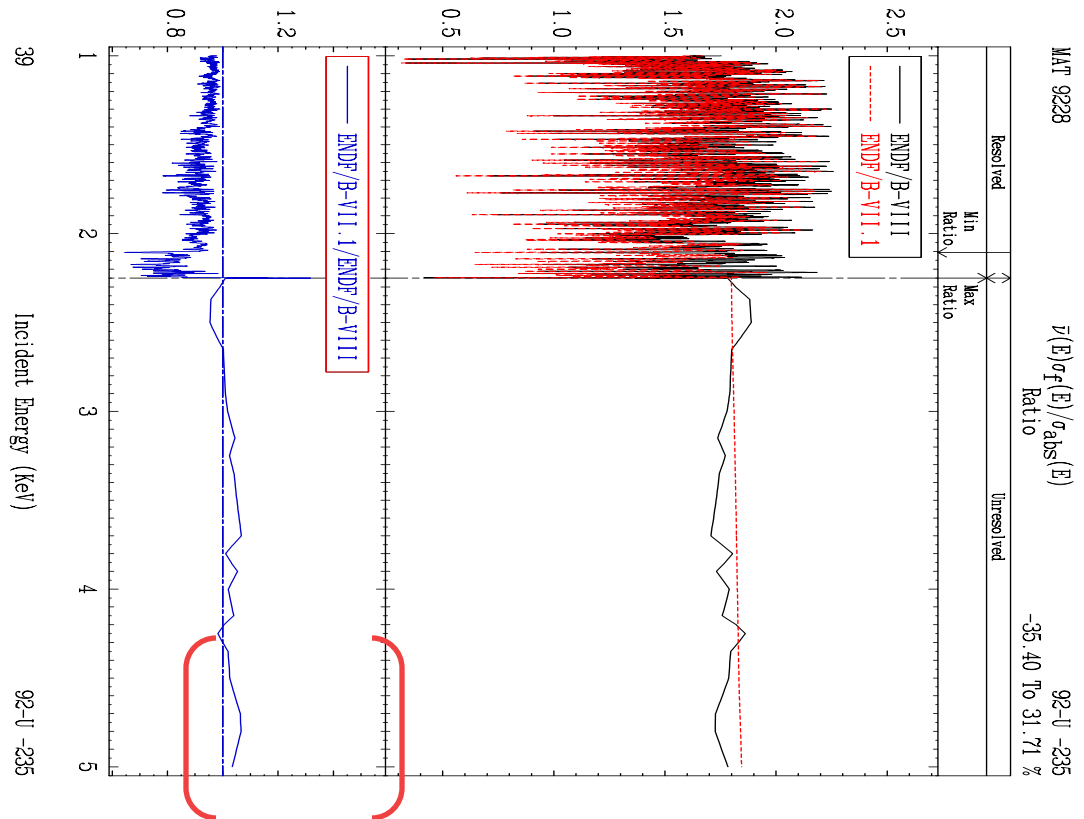 MAT 9228
ν̄(E)σf(E)/σabs(E)
Ratio
92-U -235
-35.40 To 31.71 %
Resolved
Unresolved
Min
Ratio
Max
Ratio
ENDF/B-VIII
ENDF/B-VII.1
2.5
2.0
1.5
1.0
0.5
ENDF/B-VII.1/ENDF/B-VIII
1.2
0.8
1
2
3
4
5
39
Incident Energy (KeV)
92-U -235